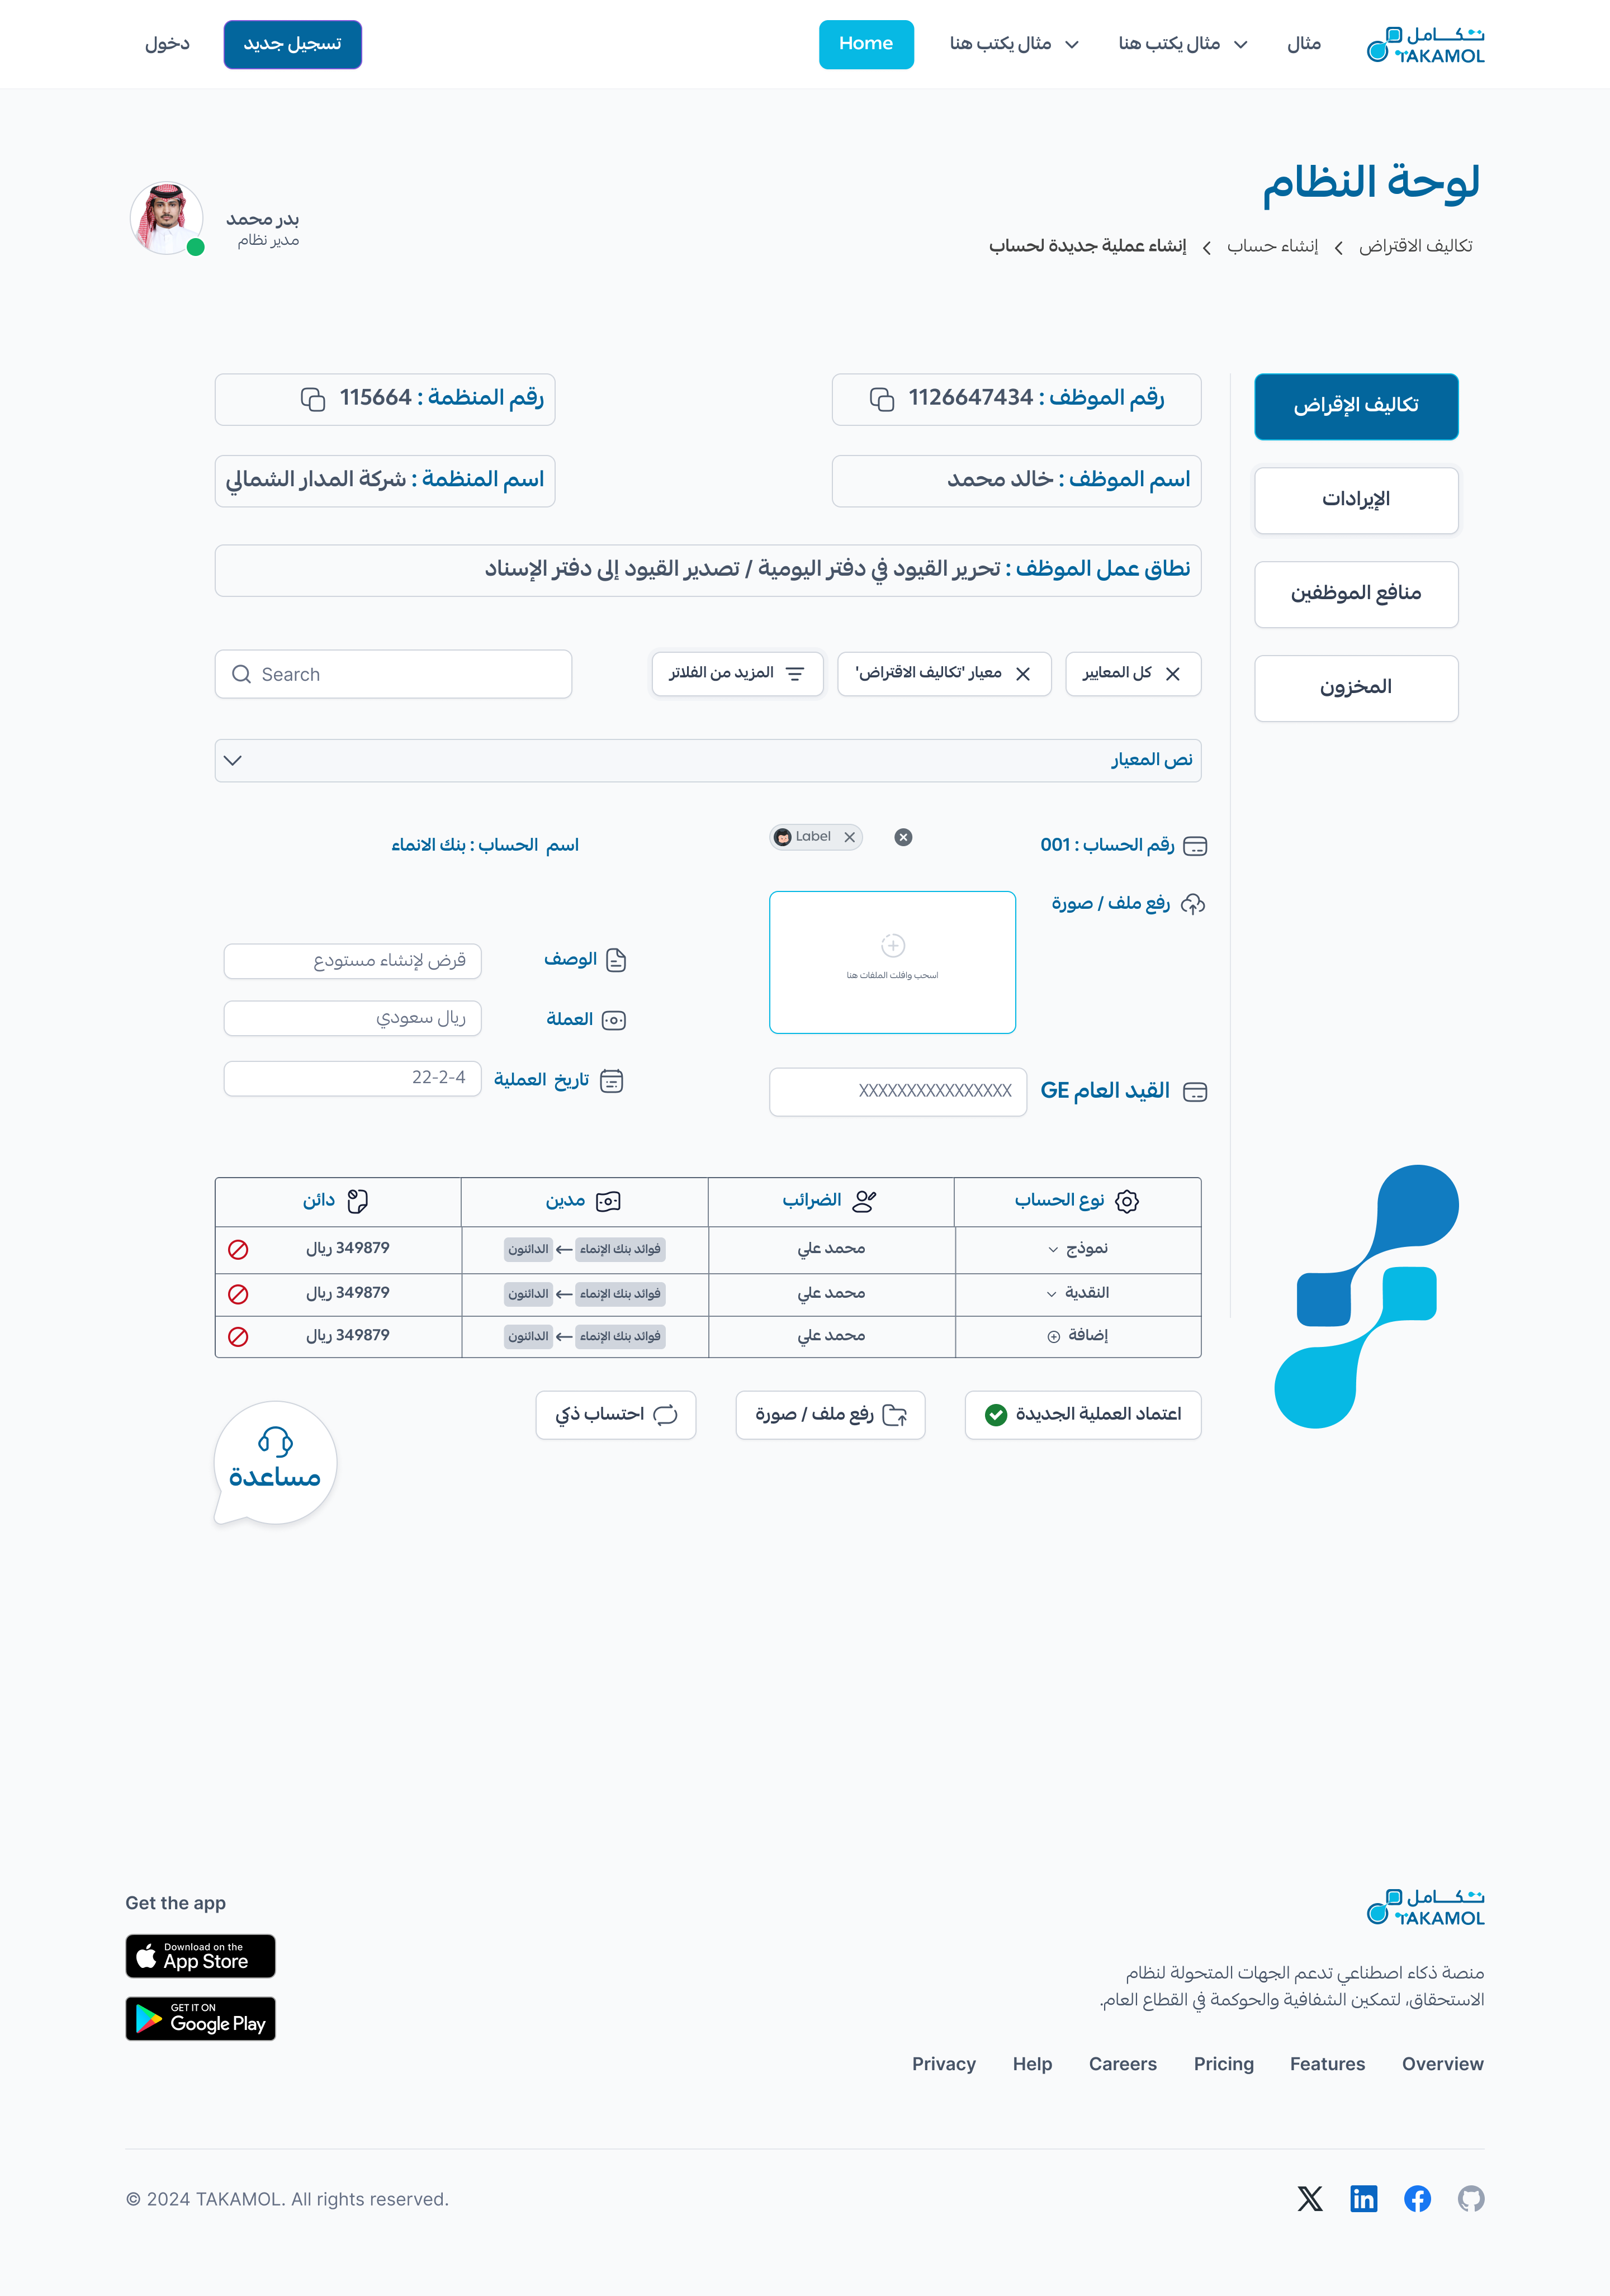 تكامل
TAKAMOL
مثال
مثال يكتب هنا
مثال يكتب هنا
Home
تسجيل جديد
دخول
لوحة النظام
تكاليف الاقتراض
إنشاء حساب
إنشاء عملية جديدة لحساب
بدر محمد
مدير نظام
تكاليف الإقراض
الإيرادات
منافع الموظفين
المخزون
رقم الموظف : 1126647434
رقم المنظمة : 115664
اسم الموظف : خالد محمد
اسم المنظمة : شركة المدار الشمالي
نطاق عمل الموظف : تحرير القيود في دفتر اليومية / تصدير القيود إلى دفتر الإسناد
كل المعايير
معيار 'تكاليف الاقتراض'
المزيد من الفلاتر
Search
نص المعيار
رقم الحساب : 001
Label
اسم الحساب : بنك الانماء
رفع ملف / صورة
اسحب وافلت الملفات هنا
الوصف
قرض لإنشاء مستودع
العملة
ريال سعودي
تاريخ العملية
22-2-4
القيد العام GE
XXXXXXXXXXXXXXXX
نوع الحساب
الضرائب
مدين
دائن
نموذج
محمد علي
فوائد بنك الإنماء
الدائنون
349879 ريال
النقدية
محمد علي
فوائد بنك الإنماء
الدائنون
349879 ريال
إضافة
محمد علي
فوائد بنك الإنماء
الدائنون
349879 ريال
اعتماد العملية الجديدة
رفع ملف / صورة
احتساب ذكي
مساعدة
تكامل
TAKAMOL
منصة ذكاء اصطناعي تدعم الجهات المتحولة لنظام
الاستحقاق، لتمكين الشفافية والحوكمة في القطاع العام.
Privacy
Help
Careers
Pricing
Features
Overview
Get the app
Download on the
App Store
GET IT ON
Google Play
© 2024 TAKAMOL. All rights reserved.